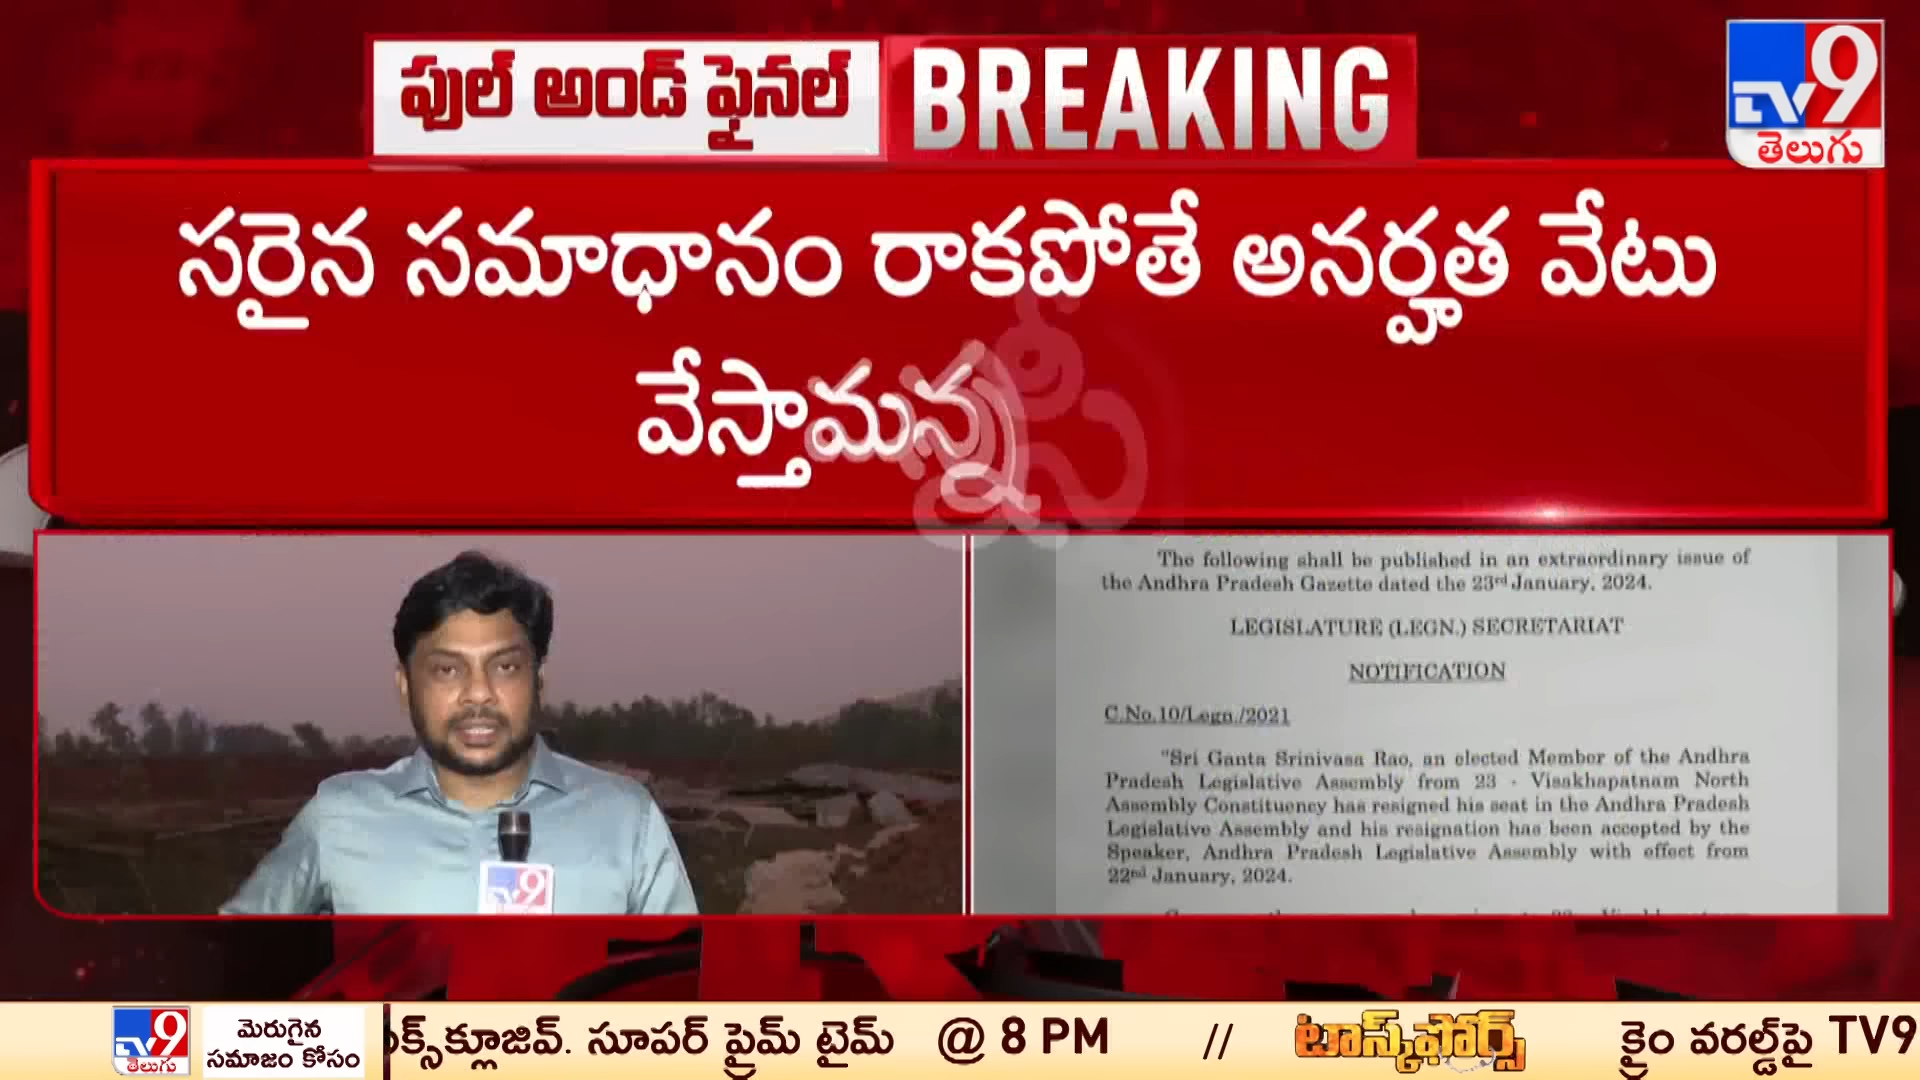 ఫుల్ అండ్ ఫైనల్ BREAKING
TV9
తెలుగు
సరైన సమాధానం రాకపోతే అనర్హత వేటు
వేస్తామన్న
The following shall be published in an extraordinary issue of
the Andhra Pradesh Gazette dated the 23rd January, 2024.
LEGISLATURE (LEGN.) SECRETARIAT
NOTIFICATION
C.No.10/Legn./2021
"Sri Ganta Srinivasa Rao, an elected Member of the Andhra
Pradesh Legislative Assembly from 23 - Visakhapatnam North
Assembly Constituency has resigned his seat in the Andhra Pradesh
Legislative Assembly and his resignation has been accepted by the
Speaker, Andhra Pradesh Legislative Assembly with effect from
22nd January, 2024.
TV9
TV9 తెలుగు
మెరుగైన
సమాజం కోసం
క్స్‌క్లూజివ్. సూపర్ ప్రైమ్ టైమ్ @ 8 PM // టాస్క్‌ఫోర్స్ క్రైం వరల్డ్‌పై TV9